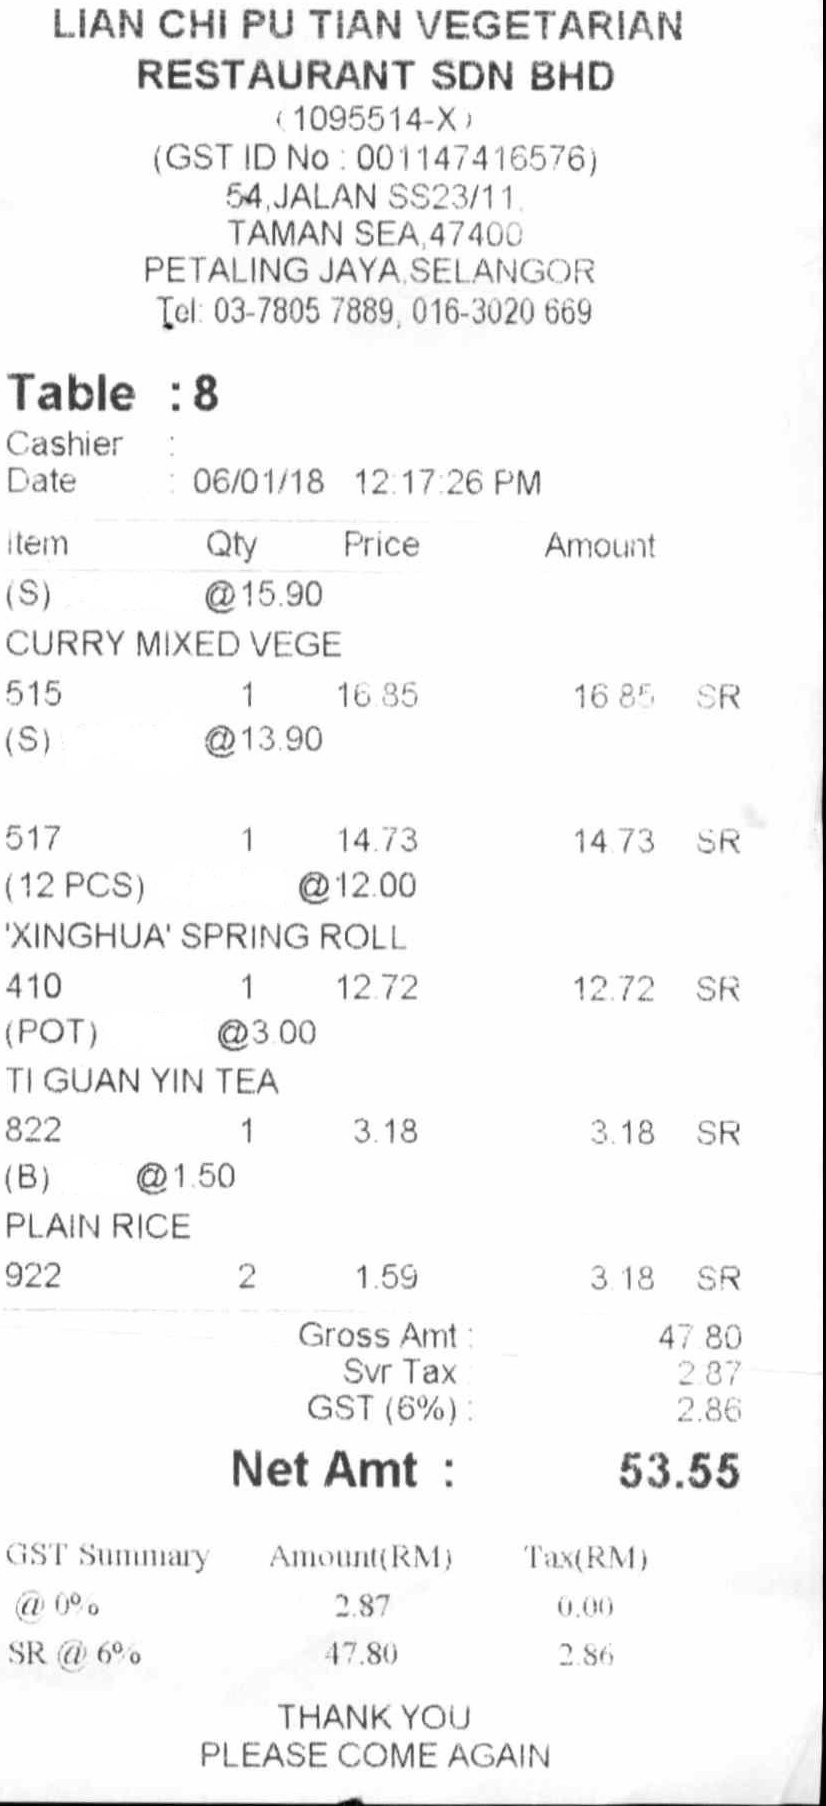 LIAN CHI PU TIAN VEGETARIAN
RESTAURANT SDN BHD
(1095514-X)
(GST ID No : 001147416576)
54,JALAN SS23/11,
TAMAN SEA,47400
PETALING JAYA,SELANGOR
Tel: 03-7805 7889, 016-3020 669
Table : 8
Cashier :
Date : 06/01/18 12:17:26 PM
Item Qty Price Amount
(S) @15.90
CURRY MIXED VEGE
515 1 16.85 16.85 SR
(S) @13.90
517 1 14.73 14.73 SR
(12 PCS) @12.00
'XINGHUA' SPRING ROLL
410 1 12.72 12.72 SR
(POT) @3.00
TI GUAN YIN TEA
822 1 3.18 3.18 SR
(B) @1.50
PLAIN RICE
922 2 1.59 3.18 SR
Gross Amt : 47.80
Svr Tax 2.87
GST (6%) : 2.86
Net Amt : 53.55
GST Summary Amount(RM) Tax(RM)
@ 0% 2.87 0.00
SR @ 6% 47.80 2.86
THANK YOU
PLEASE COME AGAIN